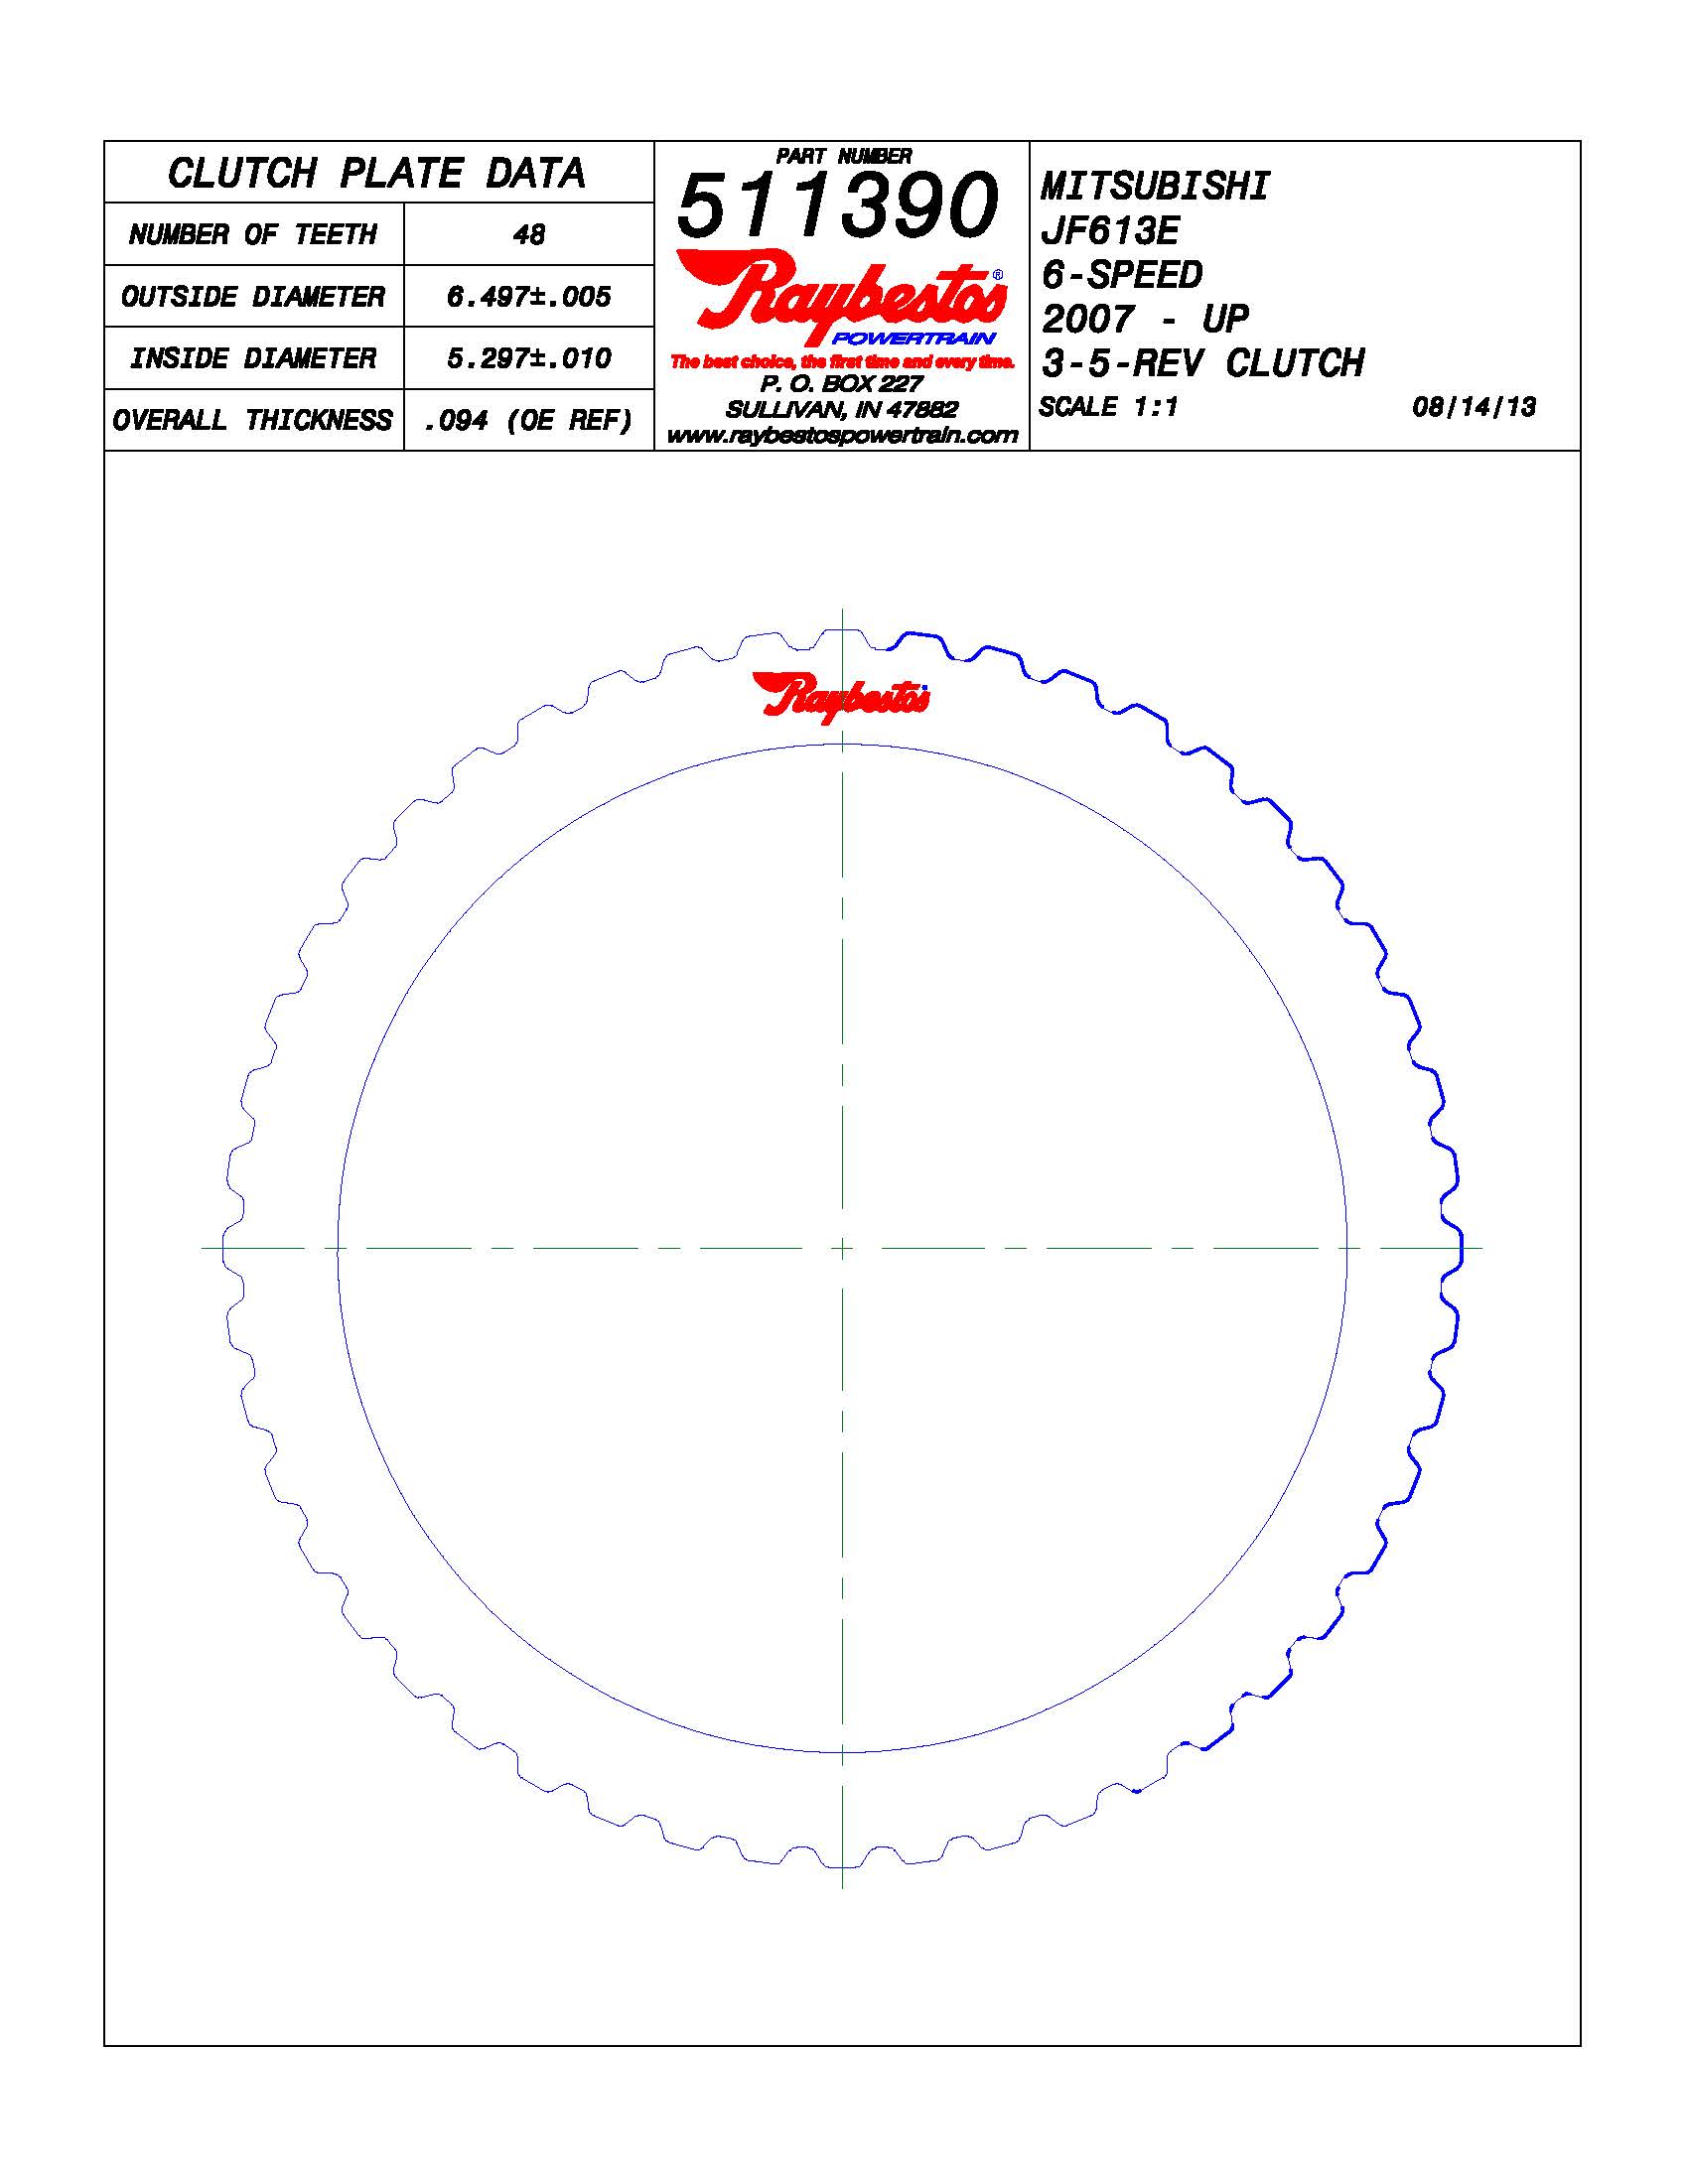 CLUTCH PLATE DATA
NUMBER OF TEETH 48
OUTSIDE DIAMETER 6.497±.005
INSIDE DIAMETER 5.297±.010
OVERALL THICKNESS .094 (OE REF)
PART NUMBER
511390
Raybestos®
POWERTRAIN
The best choice, the first time and every time.
P. O. BOX 227
SULLIVAN, IN 47882
www.raybestospowertrain.com
MITSUBISHI
JF613E
6-SPEED
2007 - UP
3-5-REV CLUTCH
SCALE 1:1 08/14/13
Raybestos